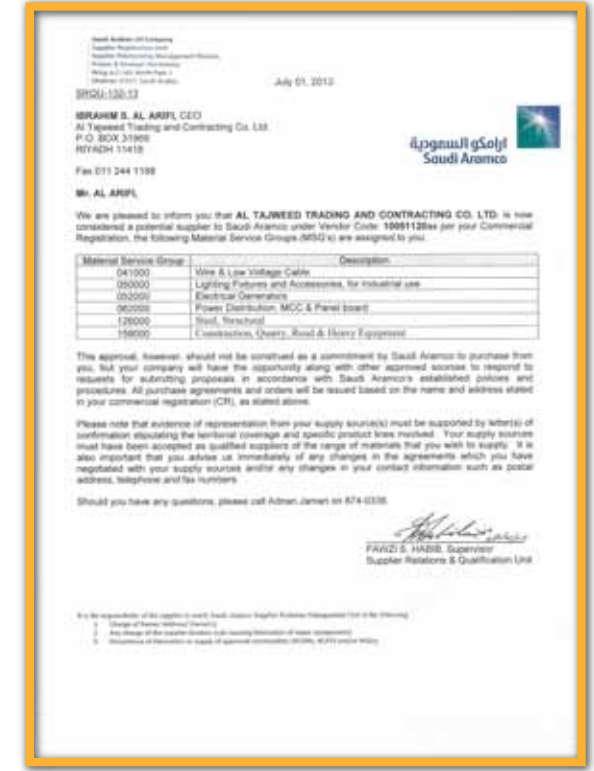 Saudi Arabian Oil Company
Supplier Registration Unit
Supplier Relationship Management Division
SRQU-132-13
July 01, 2013
IBRAHIM S. AL ARIFI, CEO
Al Tajweed Trading and Contracting Co. Ltd.
P.O. BOX 31966
RIYADH 11418
أرامكو السعودية
Saudi Aramco
Fax 011 244 1188
Mr. AL ARIFI,
We are pleased to inform you that AL TAJWEED TRADING AND CONTRACTING CO. LTD. is now
considered a potential supplier to Saudi Aramco under Vendor Code: 10051120as per your Commercial
Registration, the following Material Service Groups (MSG's) are assigned to you:
Material Service Group Description
041000 Wire & Low Voltage Cable
050000 Lighting Fixtures and Accessories, for Industrial use
052000 Electrical Generators
062000 Power Distribution, MCC & Panel board
126000 Steel, Structural
158000 Construction, Quarry, Road & Heavy Equipment
This approval, however, should not be construed as a commitment by Saudi Aramco to purchase from
you, but your company will have the opportunity along with other approved sources to respond to
requests for submitting proposals in accordance with Saudi Aramco's established policies and
procedures. All purchase agreements and orders will be issued based on the name and address stated
in your commercial registration (CR), as stated above.
Please note that evidence of representation from your supply source(s) must be supported by letter(s) of
confirmation stipulating the territorial coverage and specific product lines involved. Your supply sources
must have been accepted as qualified suppliers of the range of materials that you wish to supply. It is
also important that you advise us immediately of any changes in the agreements which you have
negotiated with your supply sources and/or any changes in your contact information such as postal
address, telephone and fax numbers.
Should you have any questions, please call Adnan Jamari on 874-0336.
FAWZI S. HABIB, Supervisor
Supplier Relations & Qualification Unit